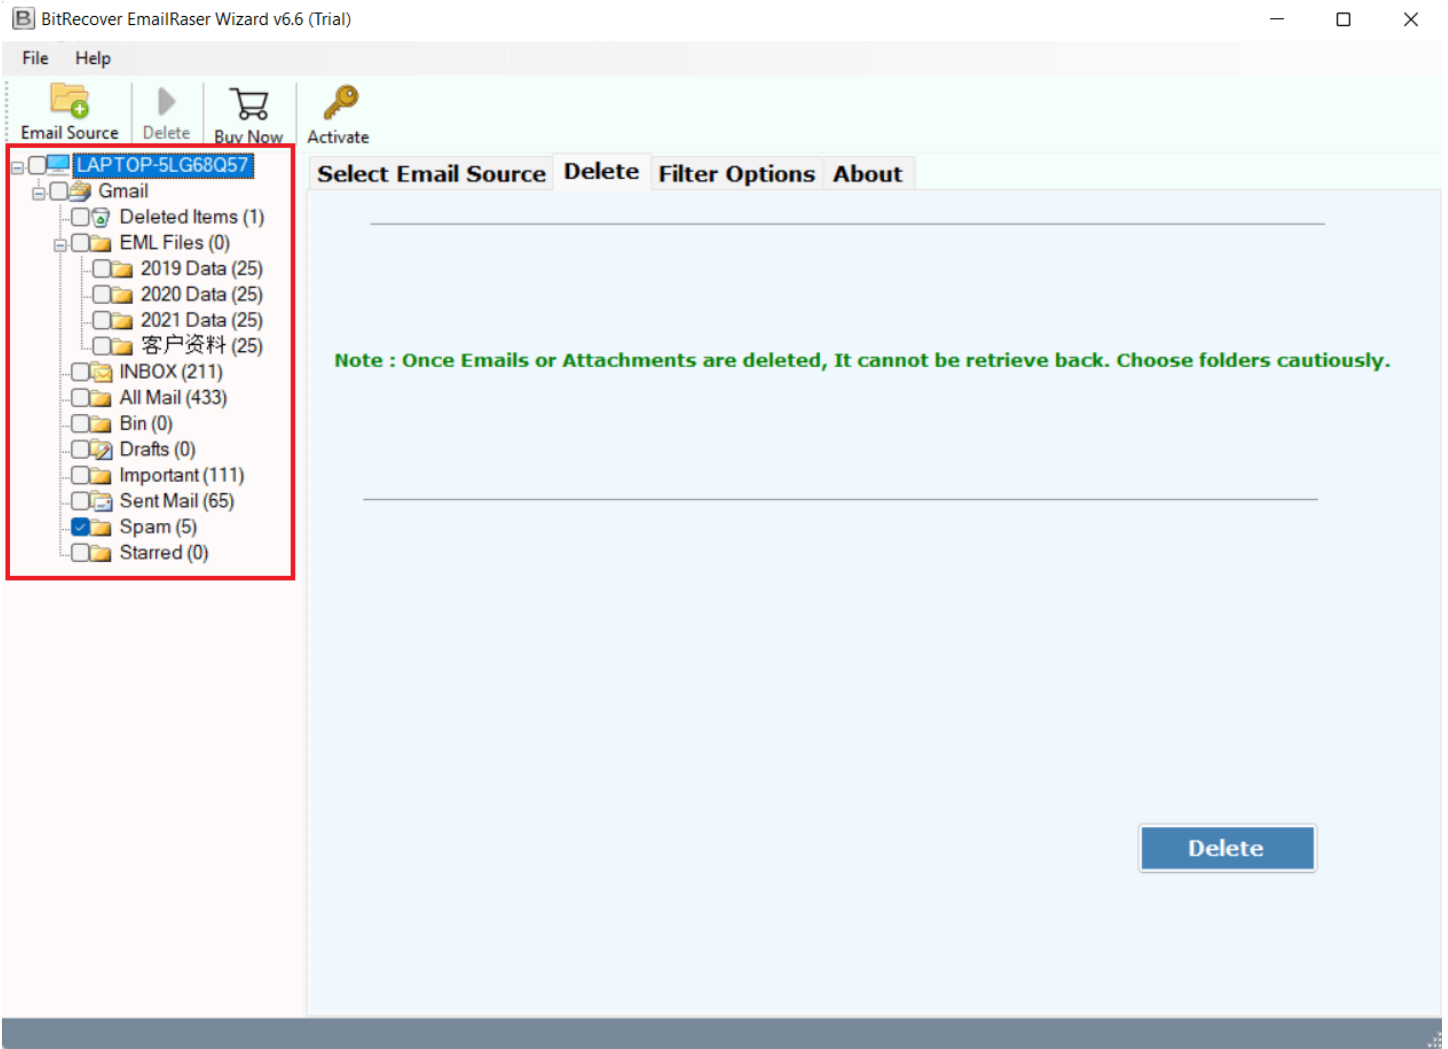 BitRecover EmailRaser Wizard v6.6 (Trial)
File Help
Email Source Delete Buy Now Activate
LAPTOP-5LG68Q57
Gmail
Deleted Items (1)
EML Files (0)
2019 Data (25)
2020 Data (25)
2021 Data (25)
客户资料 (25)
INBOX (211)
All Mail (433)
Bin (0)
Drafts (0)
Important (111)
Sent Mail (65)
Spam (5)
Starred (0)
Select Email Source Delete Filter Options About
Note : Once Emails or Attachments are deleted, It cannot be retrieve back. Choose folders cautiously.
Delete